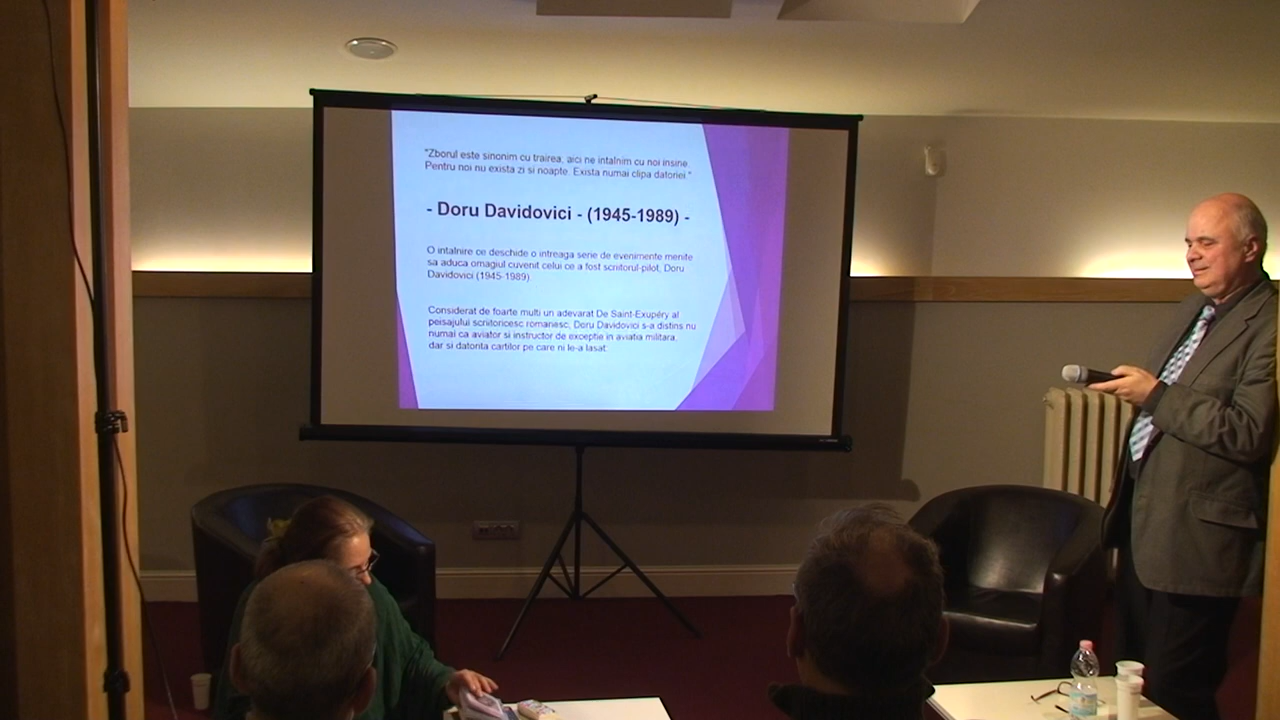 "Zborul este sinonim cu trairea; aici ne intalnim cu noi insine.
Pentru noi nu exista zi si noapte. Exista numai clipa datoriei."
- Doru Davidovici - (1945-1989) -
O intalnire ce deschide o intreaga serie de evenimente menite
sa aduca omagiul cuvenit celui ce a fost scriitorul-pilot, Doru
Davidovici (1945-1989).
Considerat de foarte multi un adevarat De Saint-Exupéry al
peisajului scriitoricesc romanesc, Doru Davidovici s-a distins nu
numai ca aviator si instructor de exceptie in aviatia militara,
dar si datorita cartilor pe care ni le-a lasat.